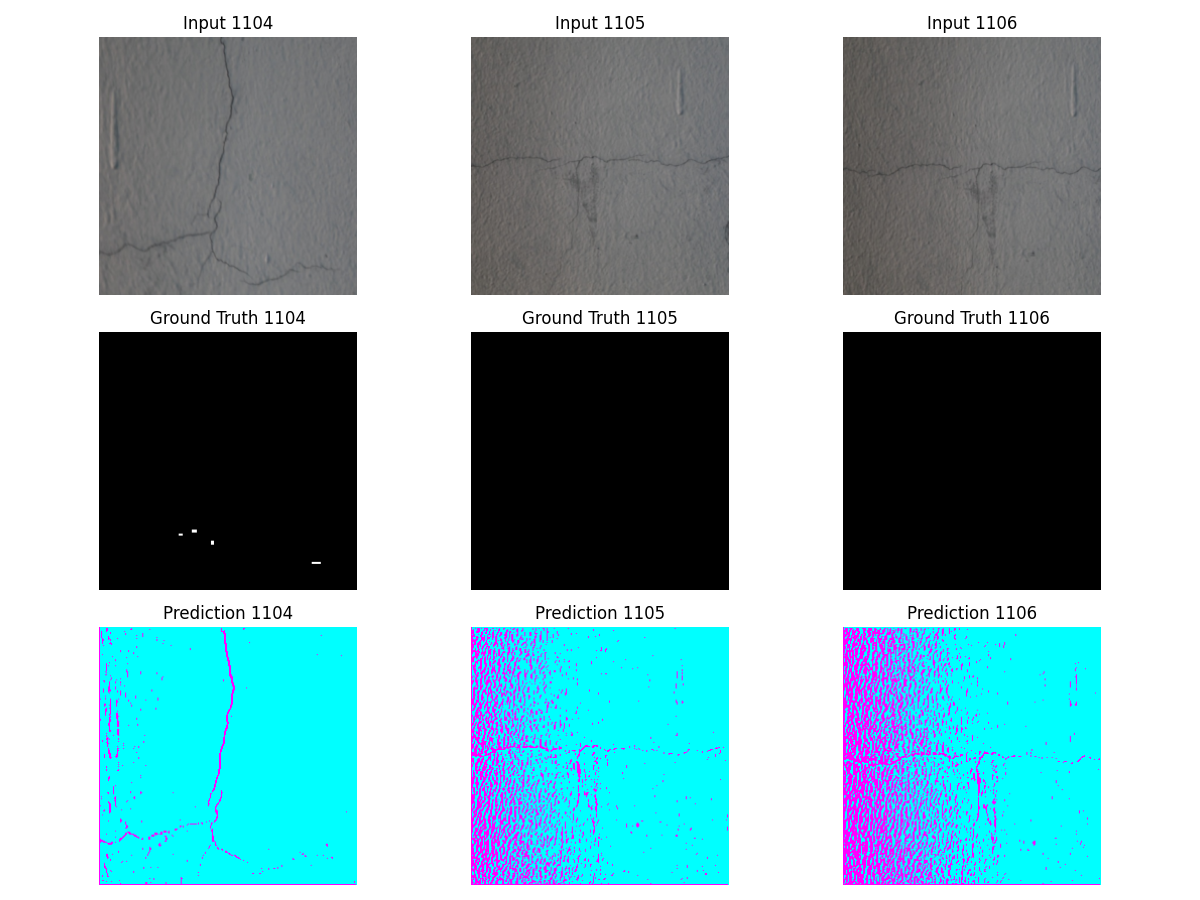 Input 1104
Input 1105
Input 1106
Ground Truth 1104
Ground Truth 1105
Ground Truth 1106
Prediction 1104
Prediction 1105
Prediction 1106